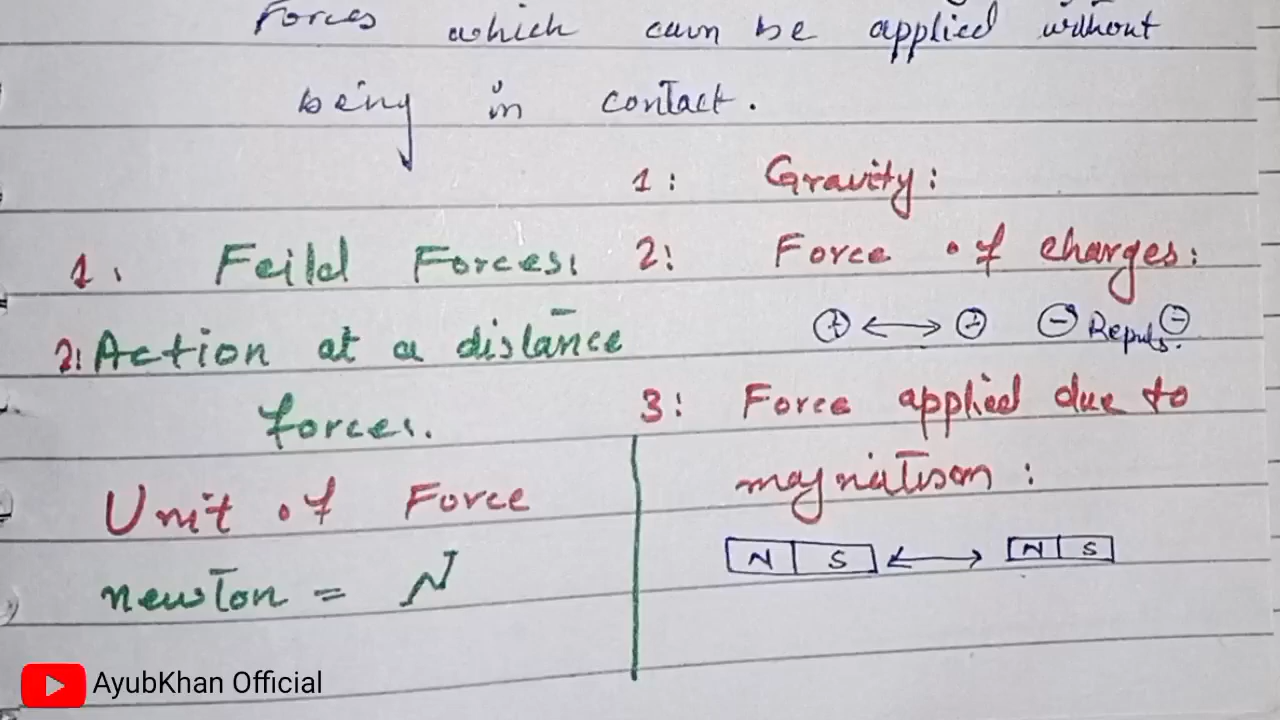 Forces which can be applied without
being in contact.
1: Gravity:
1. Feild Forces:
2: Force of charges:
+ + - Repuls. -
2: Action at a distance
forces.
3: Force applied due to
magnatism:
Unit of Force
N S N S
newton = N
AyubKhan Official